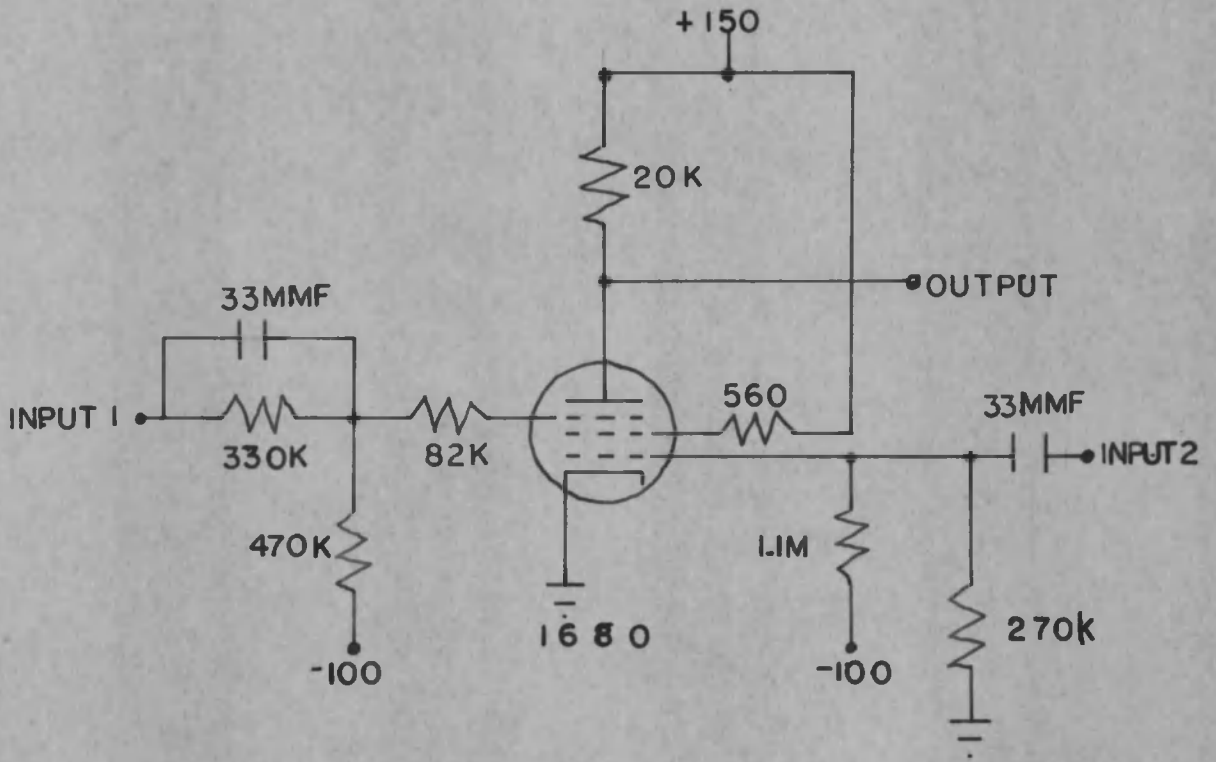 +150
20K
OUTPUT
33MMF
560
33MMF
INPUT 1
330K
82K
INPUT2
470K
1.1M
1680
270k
-100
-100